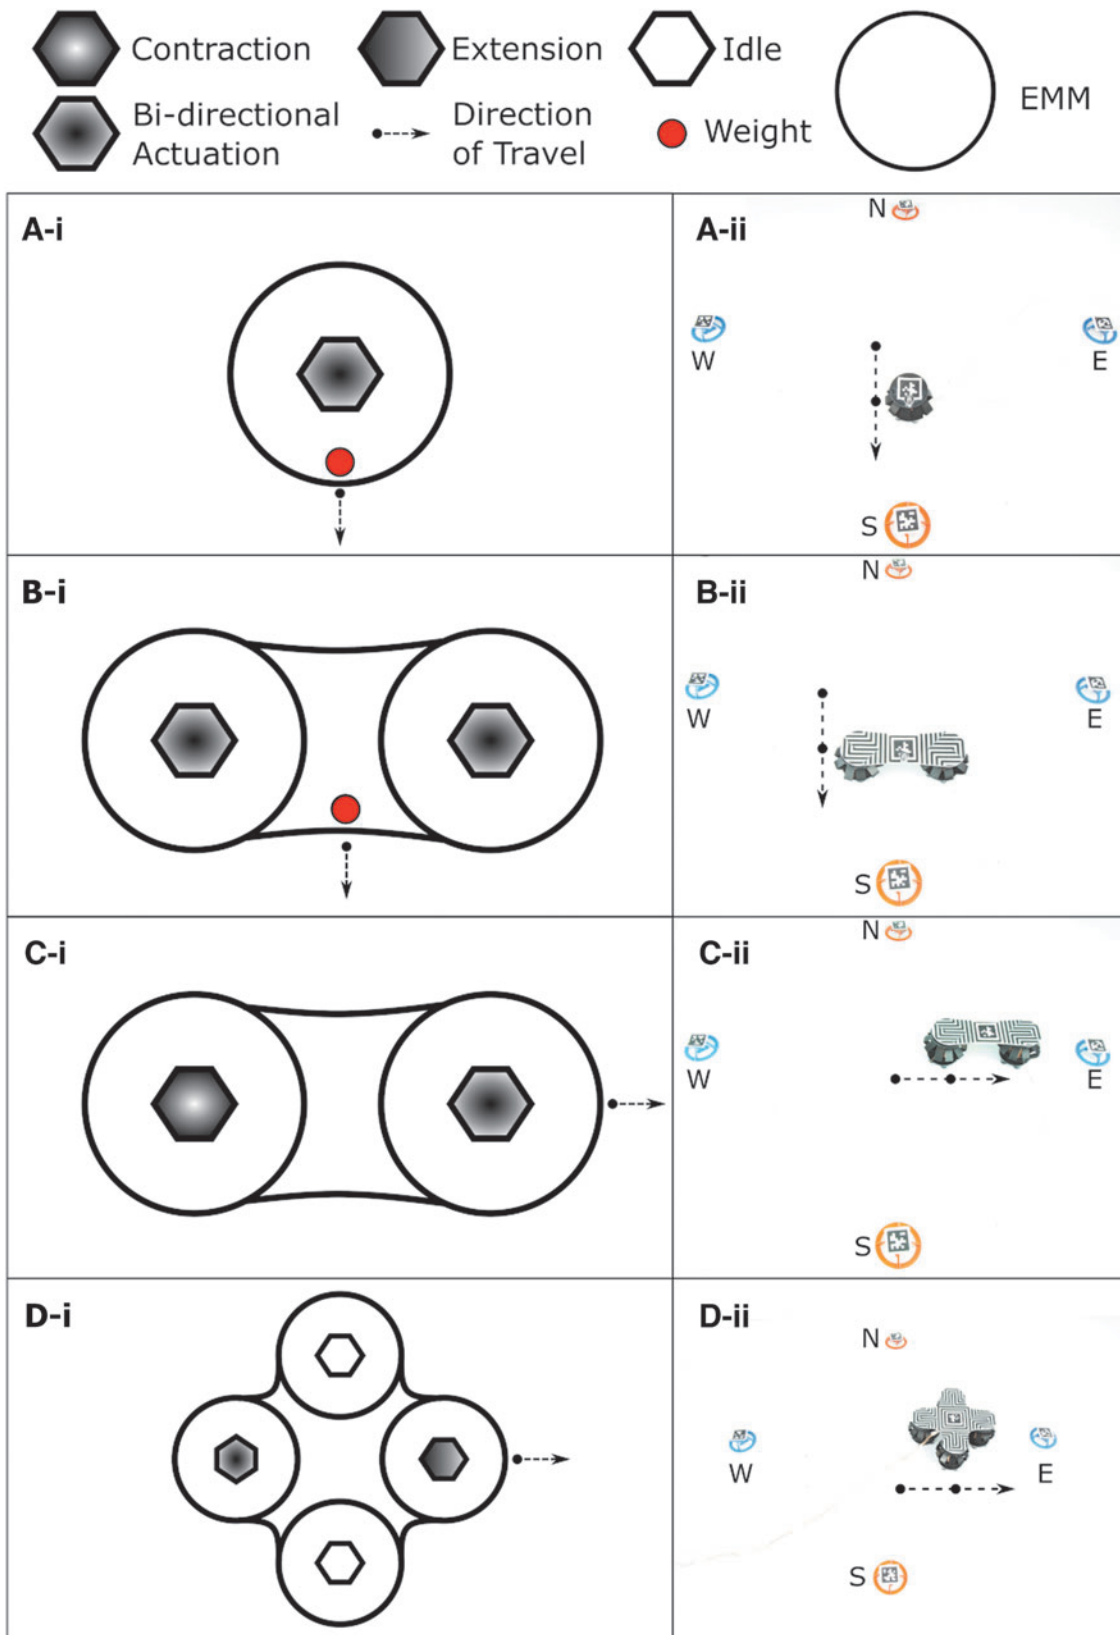 Contraction
Extension
Idle
EMM
Bi-directional
Actuation
Direction
of Travel
Weight
A-i
A-ii
N
W
E
S
B-i
B-ii
N
W
E
S
C-i
C-ii
N
W
E
S
D-i
D-ii
N
W
E
S